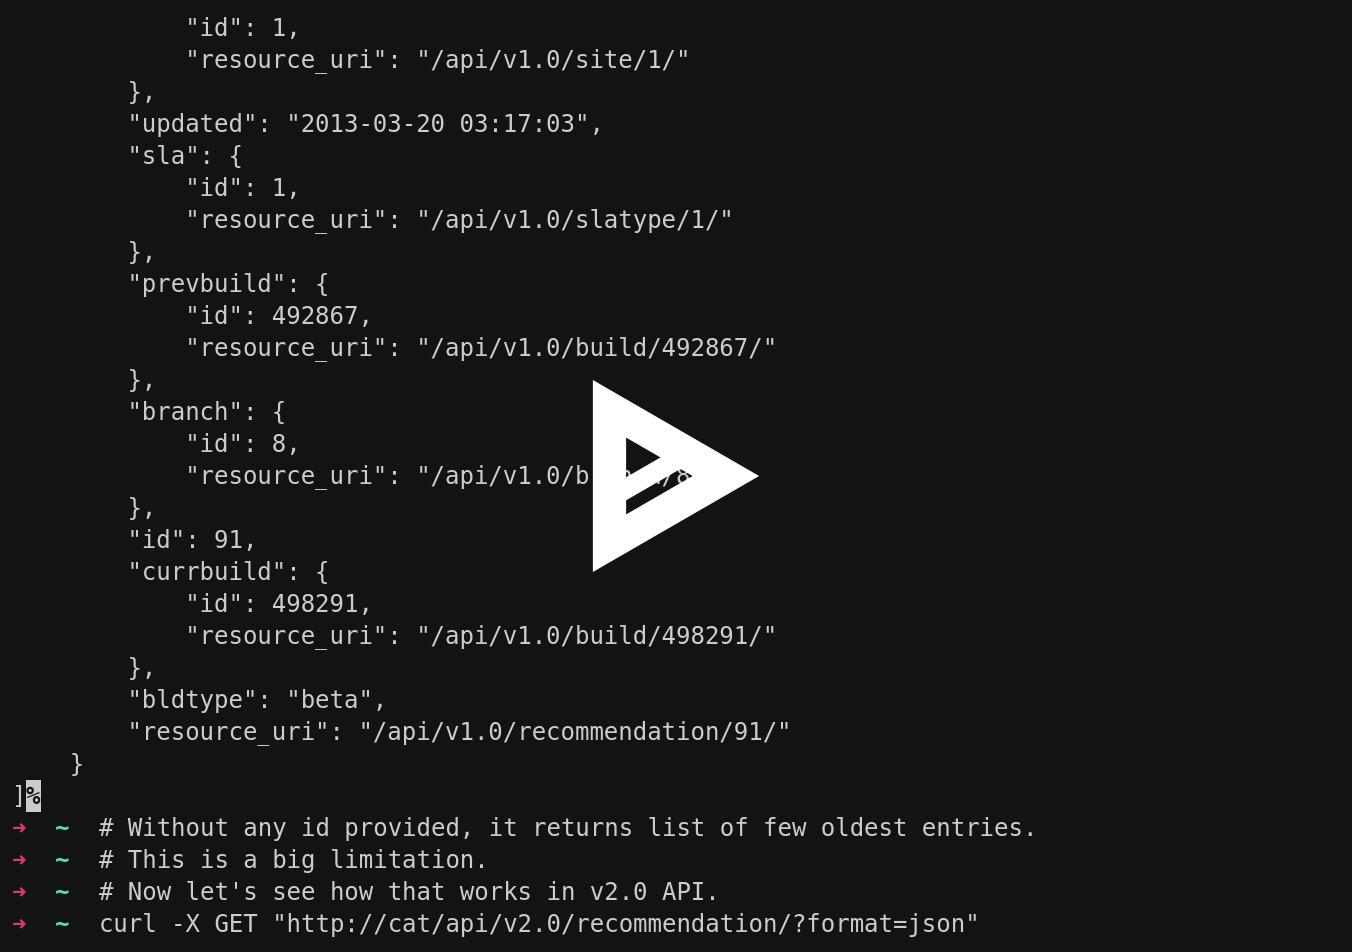 "id": 1,
"resource_uri": "/api/v1.0/site/1/"
},
"updated": "2013-03-20 03:17:03",
"sla": {
"id": 1,
"resource_uri": "/api/v1.0/slatype/1/"
},
"prevbuild": {
"id": 492867,
"resource_uri": "/api/v1.0/build/492867/"
},
"branch": {
"id": 8,
"resource_uri": "/api/v1.0/b
},
"id": 91,
"currbuild": {
"id": 498291,
"resource_uri": "/api/v1.0/build/498291/"
},
"bldtype": "beta",
"resource_uri": "/api/v1.0/recommendation/91/"
}
]%
➜ ~ # Without any id provided, it returns list of few oldest entries.
➜ ~ # This is a big limitation.
➜ ~ # Now let's see how that works in v2.0 API.
➜ ~ curl -X GET "http://cat/api/v2.0/recommendation/?format=json"